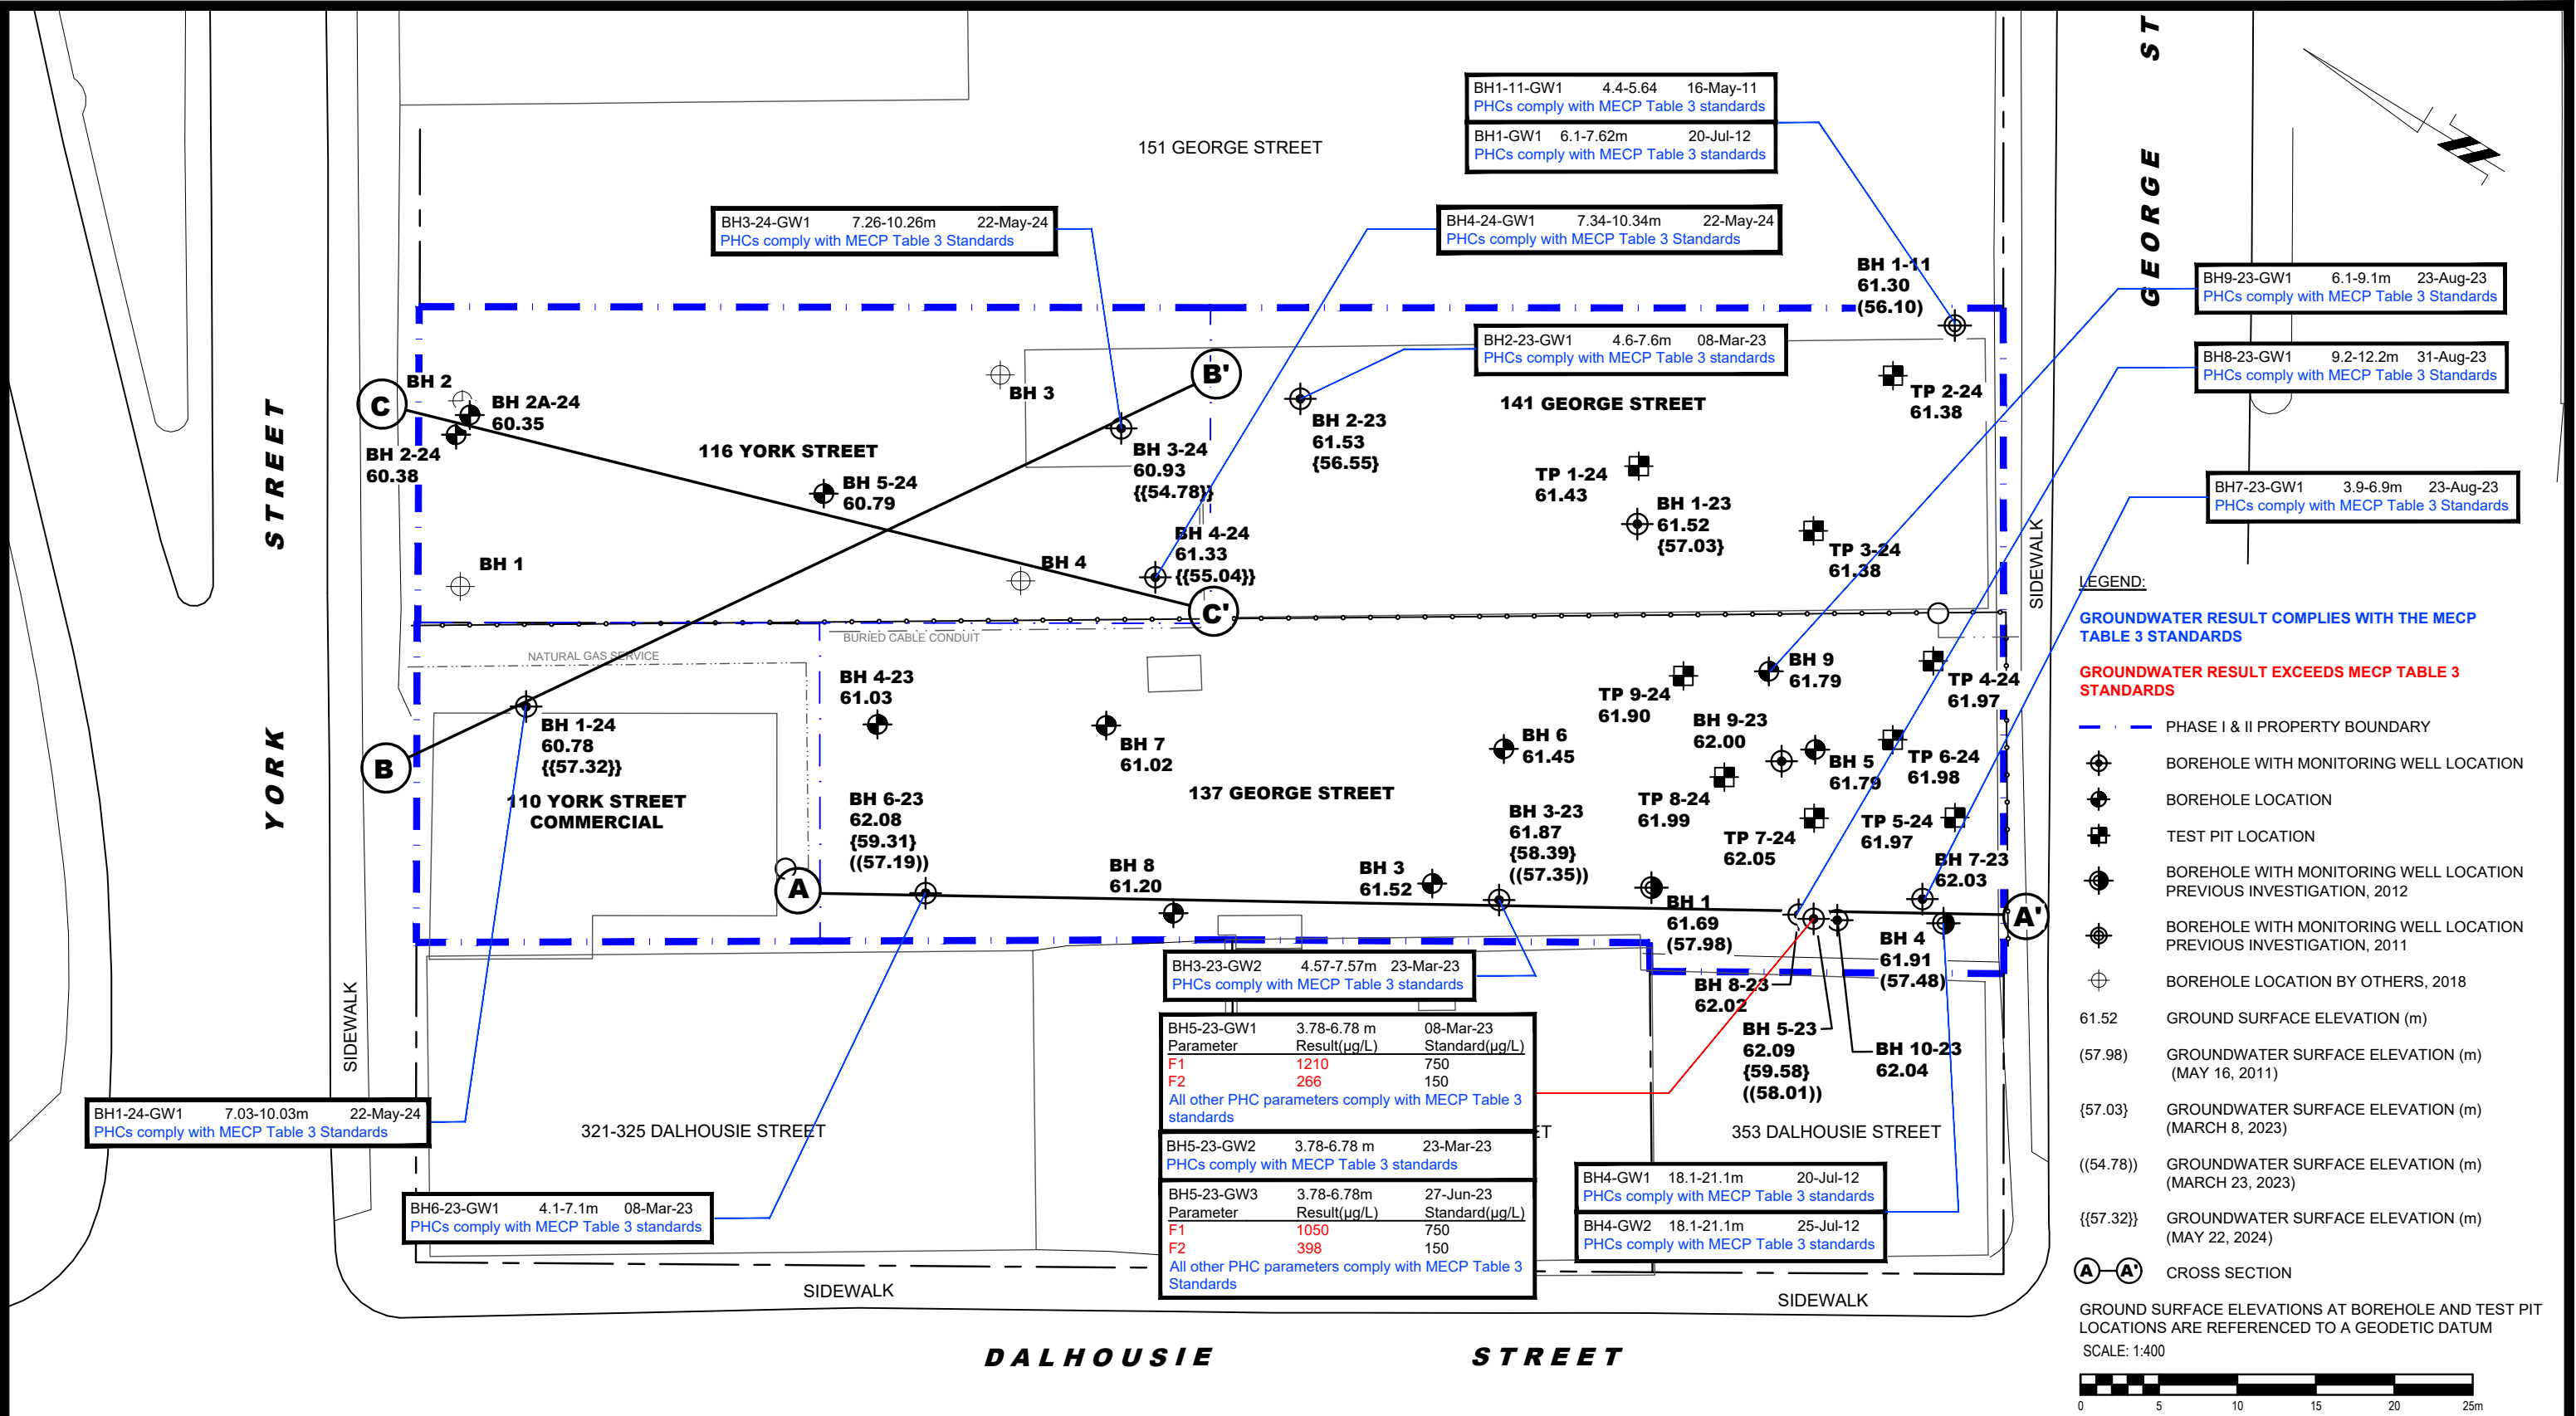 151 GEORGE STREET
BH1-11-GW1 4.4-5.64 16-May-11
PHCs comply with MECP Table 3 standards
BH1-GW1 6.1-7.62m 20-Jul-12
PHCs comply with MECP Table 3 standards
BH3-24-GW1 7.26-10.26m 22-May-24
PHCs comply with MECP Table 3 Standards
BH4-24-GW1 7.34-10.34m 22-May-24
PHCs comply with MECP Table 3 Standards
BH9-23-GW1 6.1-9.1m 23-Aug-23
PHCs comply with MECP Table 3 Standards
BH8-23-GW1 9.2-12.2m 31-Aug-23
PHCs comply with MECP Table 3 Standards
BH7-23-GW1 3.9-6.9m 23-Aug-23
PHCs comply with MECP Table 3 Standards
BH2-23-GW1 4.6-7.6m 08-Mar-23
PHCs comply with MECP Table 3 standards
GEORGE ST
YORK STREET
SIDEWALK
SIDEWALK
BH 1-11
61.30
(56.10)
C
BH 2
BH 2A-24
60.35
BH 2-24
60.38
116 YORK STREET
BH 3
B'
BH 3-24
60.93
{{54.78}}
BH 5-24
60.79
BH 2-23
61.53
{56.55}
141 GEORGE STREET
TP 2-24
61.38
TP 1-24
61.43
BH 1-23
61.52
{57.03}
TP 3-24
61.38
BH 1
BH 4
BH 4-24
61.33
{{55.04}}
C'
BURIED CABLE CONDUIT
NATURAL GAS SERVICE
BH 4-23
61.03
BH 7
61.02
BH 6
61.45
TP 9-24
61.90
BH 9
61.79
TP 4-24
61.97
BH 9-23
62.00
BH 5
61.79
TP 6-24
61.98
B
BH 1-24
60.78
{{57.32}}
110 YORK STREET
COMMERCIAL
137 GEORGE STREET
BH 6-23
62.08
{59.31}
((57.19))
BH 3-23
61.87
{58.39}
((57.35))
TP 8-24
61.99
TP 7-24
62.05
TP 5-24
61.97
BH 7-23
62.03
A
BH 8
61.20
BH 3
61.52
BH 1
61.69
(57.98)
BH 4
61.91
(57.48)
A'
BH 8-23
62.02
BH 5-23
62.09
{59.58}
((58.01))
BH 10-23
62.04
BH3-23-GW2 4.57-7.57m 23-Mar-23
PHCs comply with MECP Table 3 standards
BH5-23-GW1 3.78-6.78 m 08-Mar-23
Parameter Result(µg/L) Standard(µg/L)
F1 1210 750
F2 266 150
All other PHC parameters comply with MECP Table 3
standards
BH5-23-GW2 3.78-6.78 m 23-Mar-23
PHCs comply with MECP Table 3 standards
BH5-23-GW3 3.78-6.78m 27-Jun-23
Parameter Result(µg/L) Standard(µg/L)
F1 1050 750
F2 398 150
All other PHC parameters comply with MECP Table 3
Standards
BH1-24-GW1 7.03-10.03m 22-May-24
PHCs comply with MECP Table 3 Standards
BH6-23-GW1 4.1-7.1m 08-Mar-23
PHCs comply with MECP Table 3 standards
321-325 DALHOUSIE STREET
ET
353 DALHOUSIE STREET
BH4-GW1 18.1-21.1m 20-Jul-12
PHCs comply with MECP Table 3 standards
BH4-GW2 18.1-21.1m 25-Jul-12
PHCs comply with MECP Table 3 standards
SIDEWALK
SIDEWALK
DALHOUSIE STREET
LEGEND:
GROUNDWATER RESULT COMPLIES WITH THE MECP
TABLE 3 STANDARDS
GROUNDWATER RESULT EXCEEDS MECP TABLE 3
STANDARDS
PHASE I & II PROPERTY BOUNDARY
BOREHOLE WITH MONITORING WELL LOCATION
BOREHOLE LOCATION
TEST PIT LOCATION
BOREHOLE WITH MONITORING WELL LOCATION
PREVIOUS INVESTIGATION, 2012
BOREHOLE WITH MONITORING WELL LOCATION
PREVIOUS INVESTIGATION, 2011
BOREHOLE LOCATION BY OTHERS, 2018
61.52 GROUND SURFACE ELEVATION (m)
(57.98) GROUNDWATER SURFACE ELEVATION (m)
(MAY 16, 2011)
{57.03} GROUNDWATER SURFACE ELEVATION (m)
(MARCH 8, 2023)
((54.78)) GROUNDWATER SURFACE ELEVATION (m)
(MARCH 23, 2023)
{{57.32}} GROUNDWATER SURFACE ELEVATION (m)
(MAY 22, 2024)
A A' CROSS SECTION
GROUND SURFACE ELEVATIONS AT BOREHOLE AND TEST PIT
LOCATIONS ARE REFERENCED TO A GEODETIC DATUM
SCALE: 1:400
0 5 10 15 20 25m